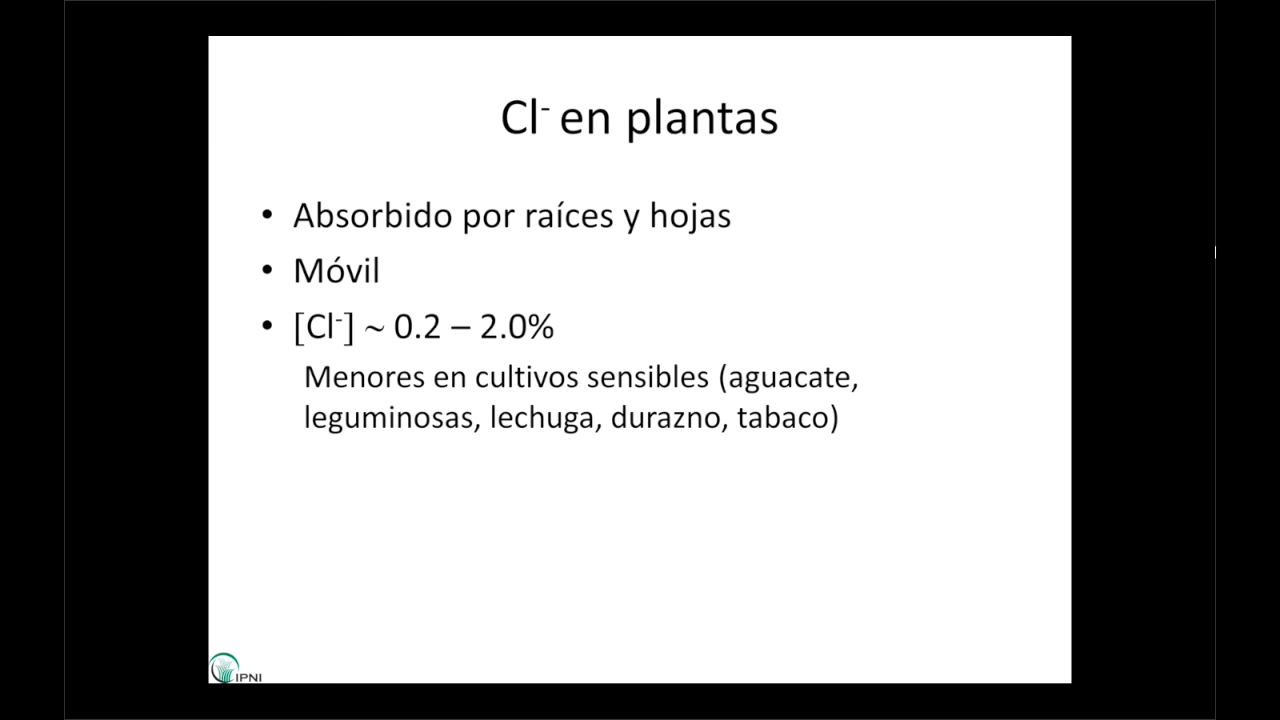 Cl⁻ en plantas
• Absorbido por raíces y hojas
• Móvil
• [Cl⁻] ~ 0.2 – 2.0%
Menores en cultivos sensibles (aguacate,
leguminosas, lechuga, durazno, tabaco)
IPNI